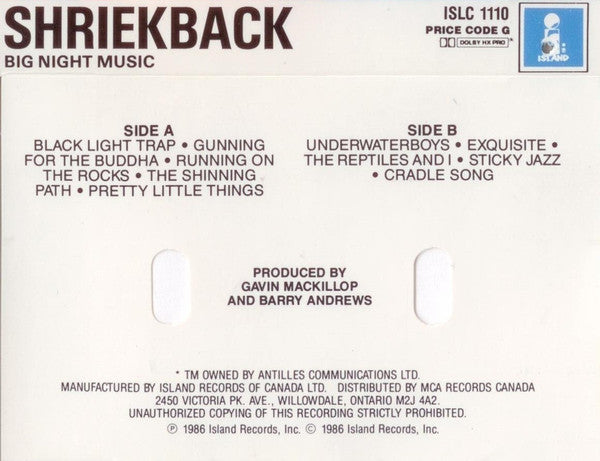 SHRIEKBACK
BIG NIGHT MUSIC
ISLC 1110
PRICE CODE G
DOLBY HX PRO *
ISLAND
SIDE A
BLACK LIGHT TRAP • GUNNING
FOR THE BUDDHA • RUNNING ON
THE ROCKS • THE SHINNING
PATH • PRETTY LITTLE THINGS
SIDE B
UNDERWATERBOYS • EXQUISITE •
THE REPTILES AND I • STICKY JAZZ
• CRADLE SONG
PRODUCED BY
GAVIN MACKILLOP
AND BARRY ANDREWS
* TM OWNED BY ANTILLES COMMUNICATIONS LTD.
MANUFACTURED BY ISLAND RECORDS OF CANADA LTD. DISTRIBUTED BY MCA RECORDS CANADA
2450 VICTORIA PK. AVE., WILLOWDALE, ONTARIO M2J 4A2.
UNAUTHORIZED COPYING OF THIS RECORDING STRICTLY PROHIBITED.
℗ 1986 Island Records, Inc. © 1986 Island Records, Inc.